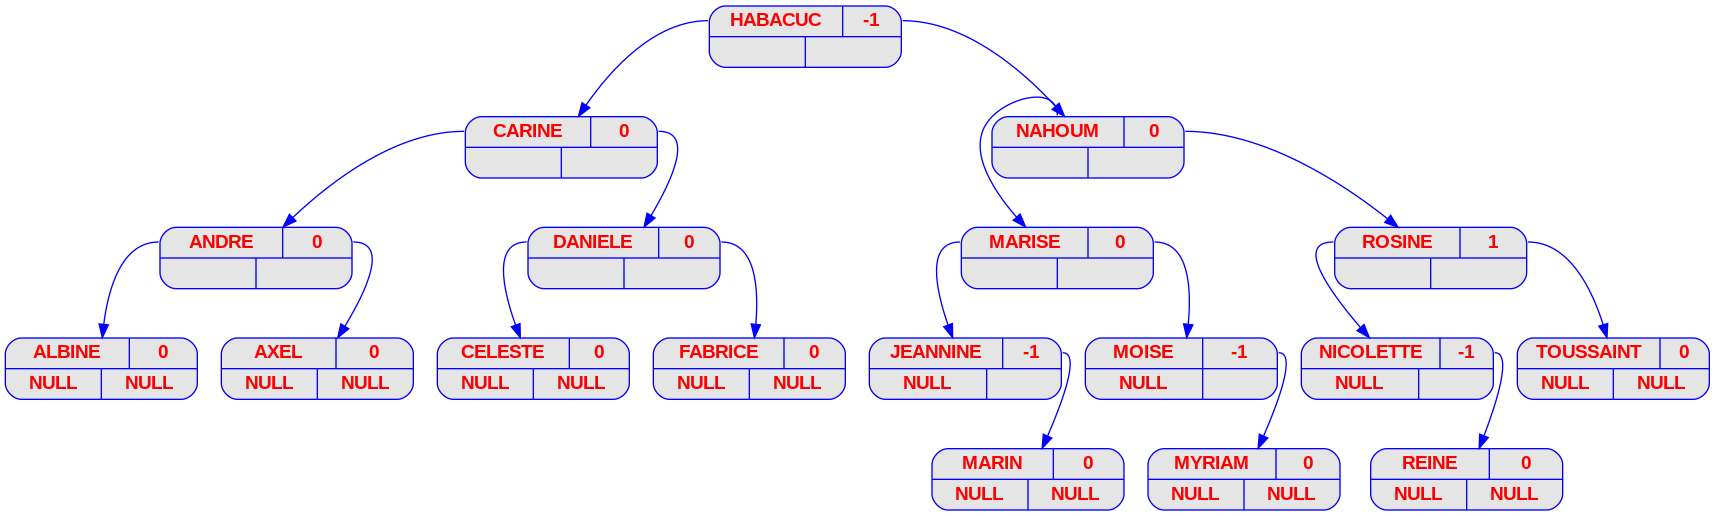 HABACUC -1
CARINE 0
NAHOUM 0
ANDRE 0
DANIELE 0
MARISE 0
ROSINE 1
ALBINE 0
NULL NULL
AXEL 0
NULL NULL
CELESTE 0
NULL NULL
FABRICE 0
NULL NULL
JEANNINE -1
NULL
MOISE -1
NULL
NICOLETTE -1
NULL
TOUSSAINT 0
NULL NULL
MARIN 0
NULL NULL
MYRIAM 0
NULL NULL
REINE 0
NULL NULL